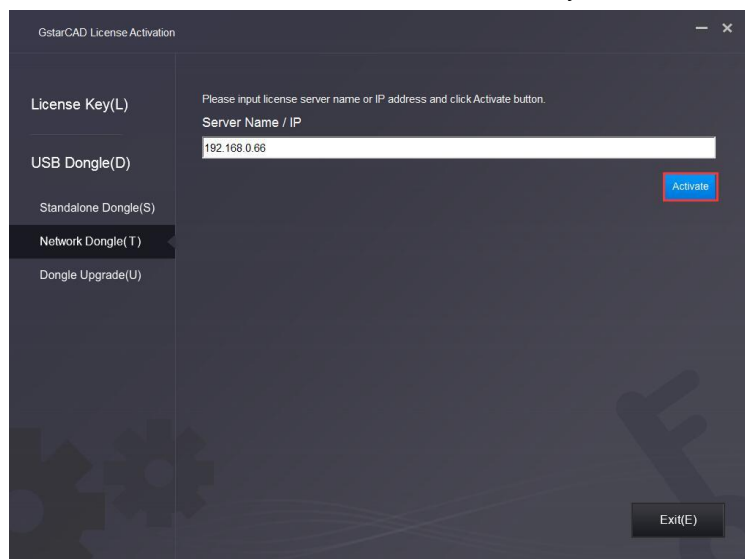 GstarCAD License Activation
License Key(L)
USB Dongle(D)
Standalone Dongle(S)
Network Dongle(T)
Dongle Upgrade(U)
Please input license server name or IP address and click Activate button.
Server Name / IP
192.168.0.66
Activate
Exit(E)